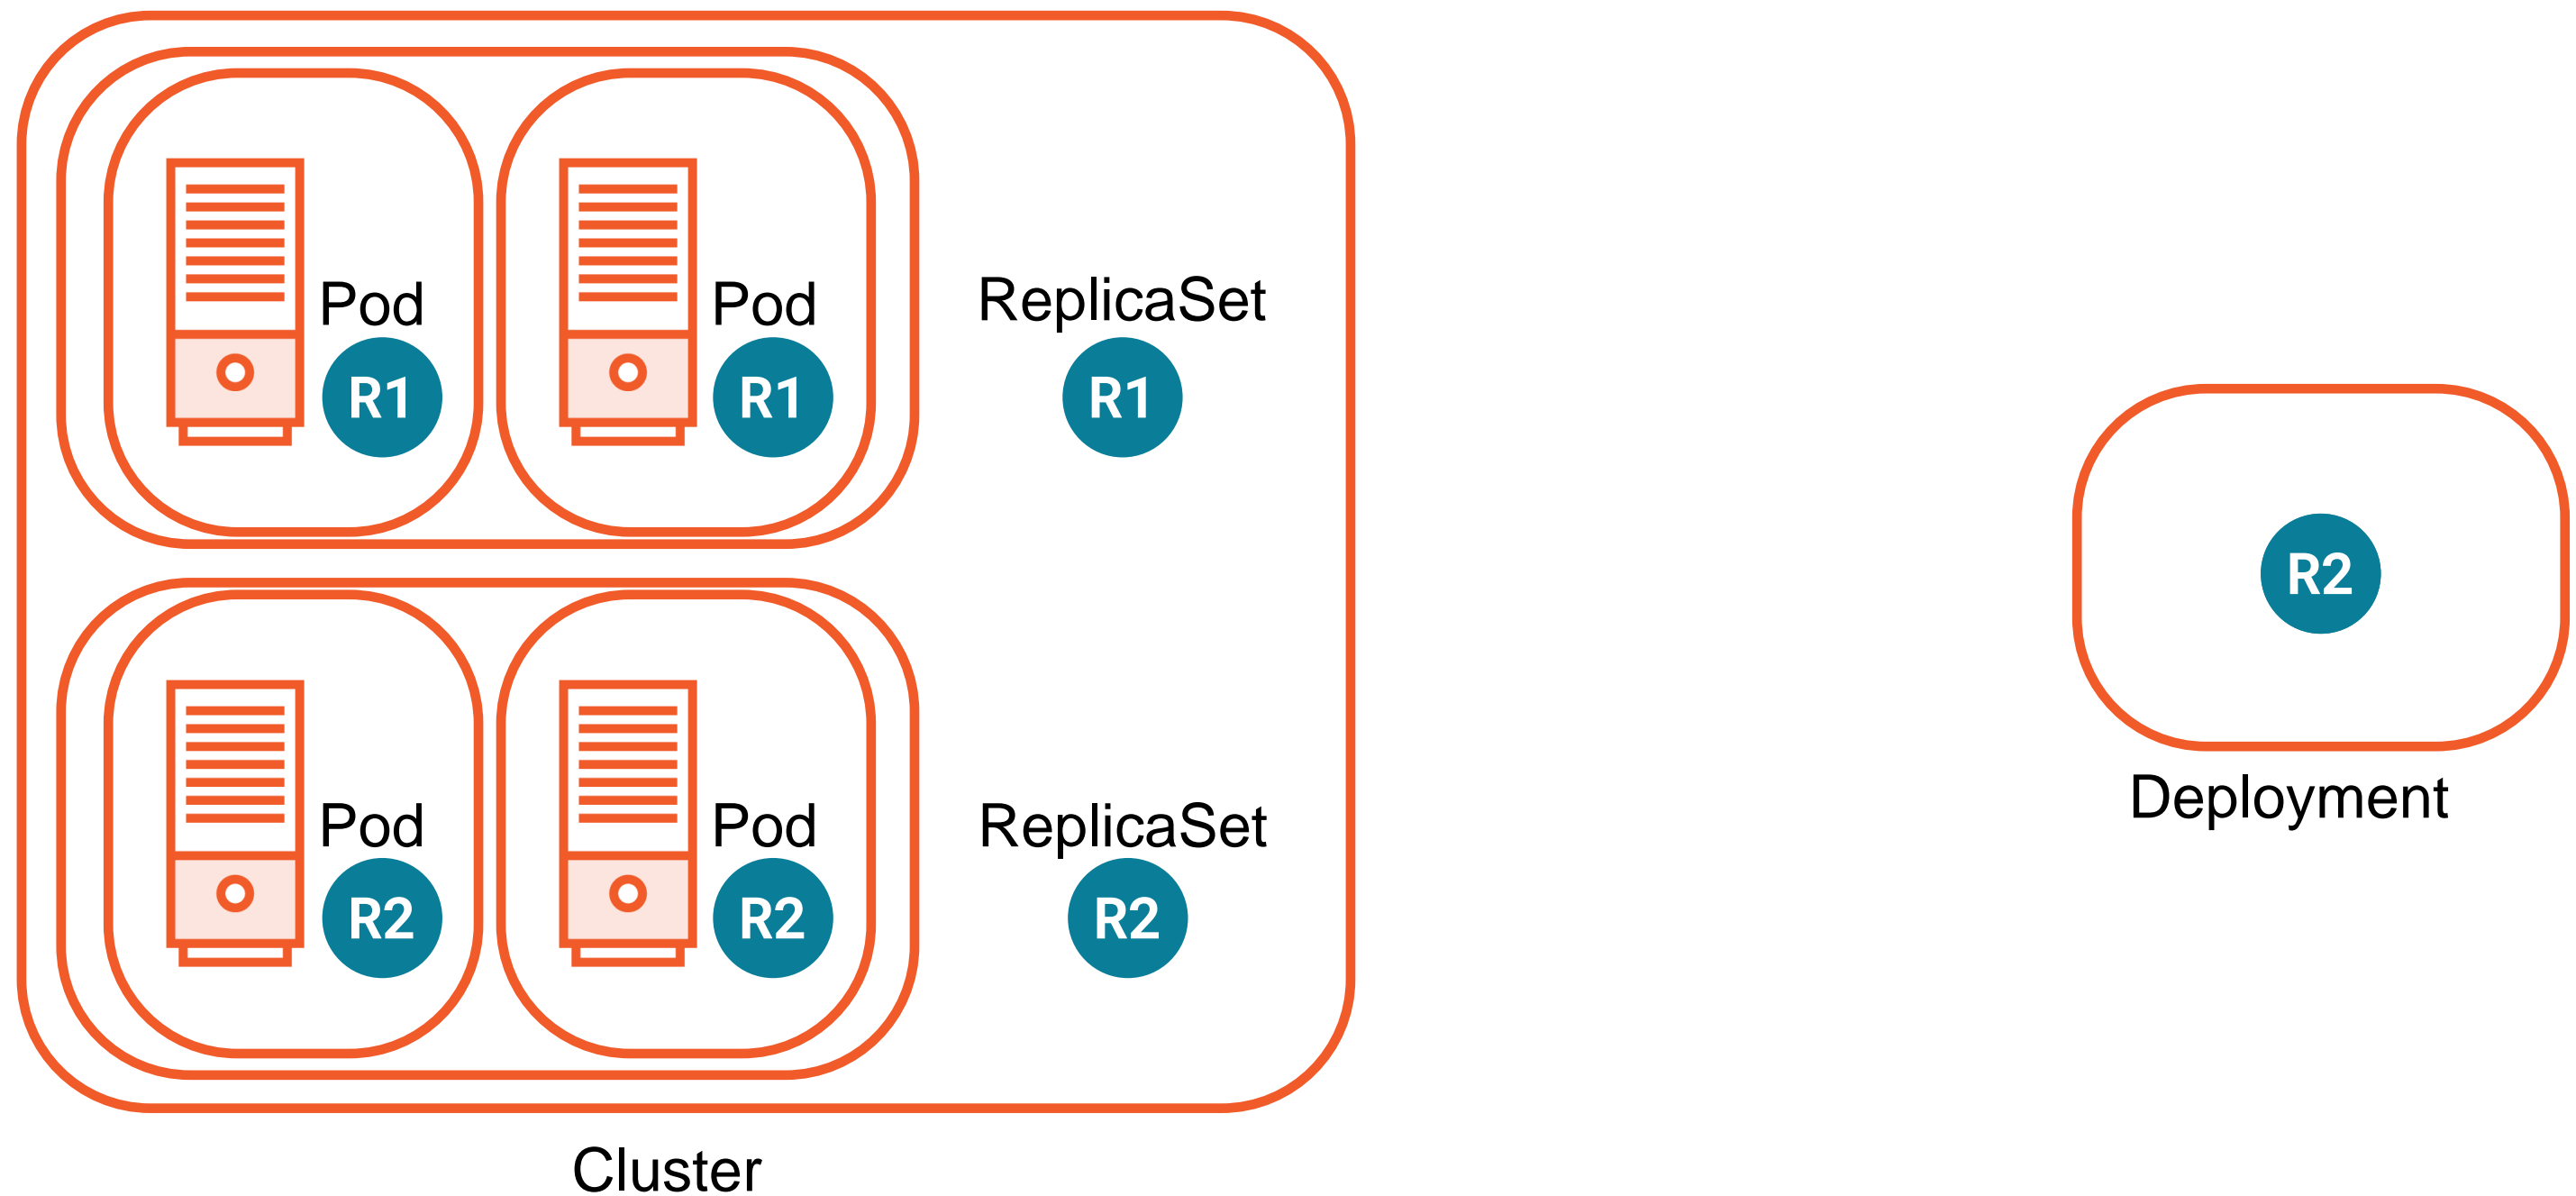 Pod
R1
Pod
R1
ReplicaSet
R1
Pod
R2
Pod
R2
ReplicaSet
R2
Cluster
R2
Deployment